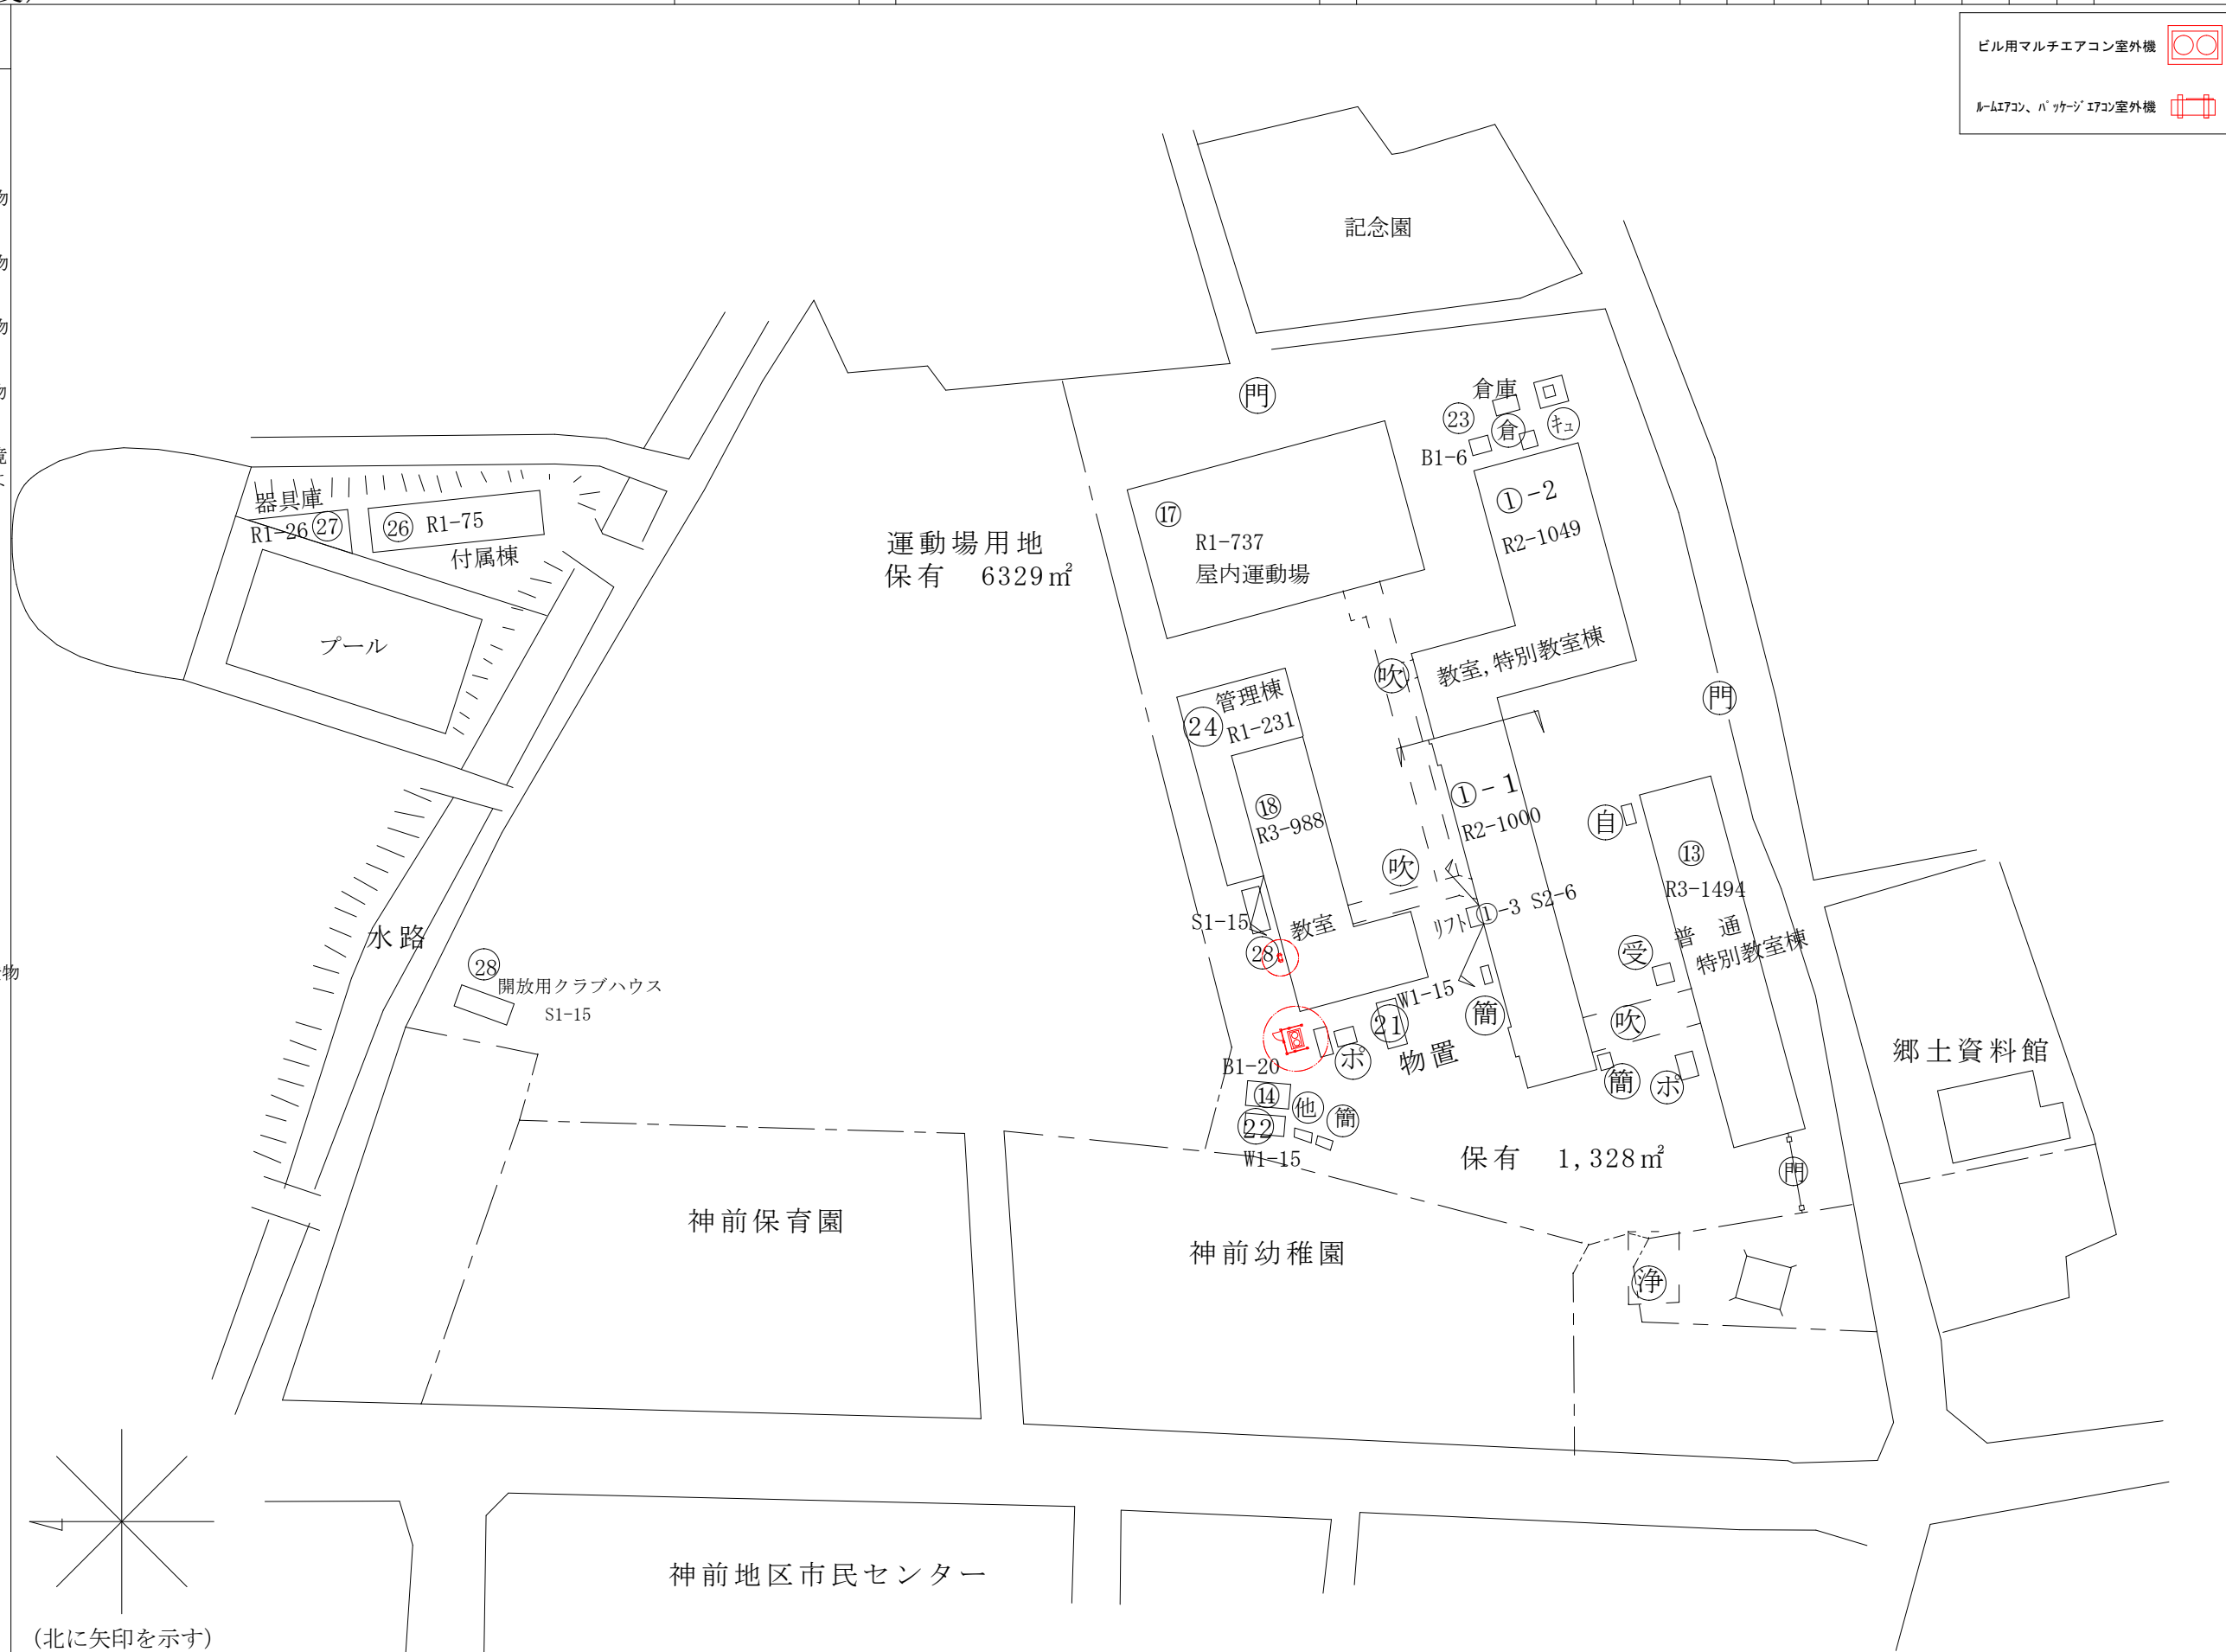 ビル用マルチエアコン室外機
ルームエアコン、パッケージエアコン室外機
物
物
物
物
記念園
門
倉庫
23
倉
キュ
B1-6
①-2
R2-1049
⑰
R1-737
屋内運動場
器具庫
R1-26
27
26
R1-75
付属棟
運動場用地
保有 6329㎡
プール
吹
教室,特別教室棟
門
管理棟
24
R1-231
①-1
R2-1000
自
⑱
R3-988
⑬
R3-1494
吹
リフト
①-3 S2-6
普通
特別教室棟
受
S1-15
教室
28
水路
28
開放用クラブハウス
S1-15
物
W1-15
21
簡
吹
物置
ポ
B1-20
⑭
他
簡
22
W1-15
簡
ポ
郷土資料館
保有 1,328㎡
門
神前保育園
神前幼稚園
浄
神前地区市民センター
(北に矢印を示す)